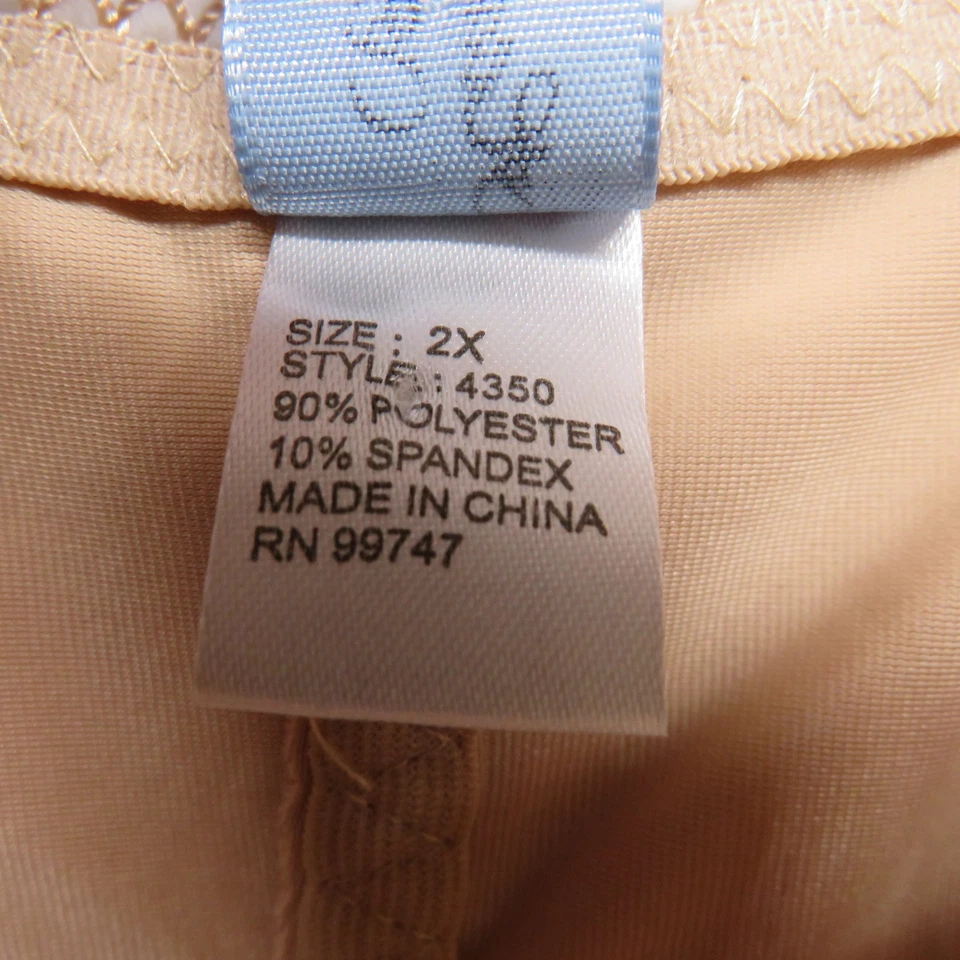 SIZE : 2X
STYLE : 4350
90% POLYESTER
10% SPANDEX
MADE IN CHINA
RN 99747